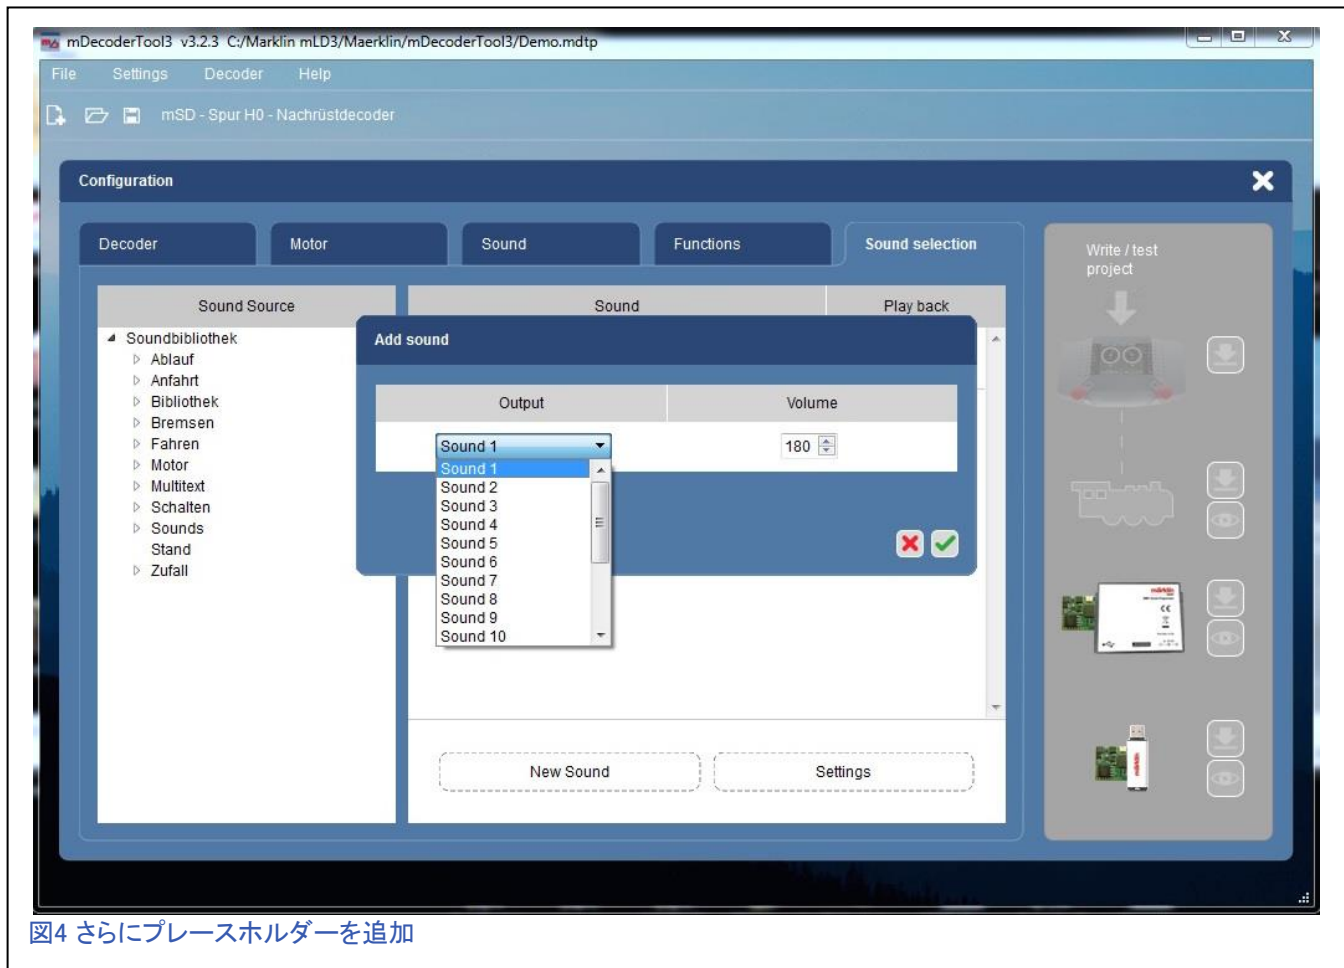 mDecoderTool3 v3.2.3 C:/Marklin mLD3/Maerklin/mDecoderTool3/Demo.mdtp
File Settings Decoder Help
mSD - Spur H0 - Nachrüstdecoder
Configuration
Decoder Motor Sound Functions Sound selection
Write / test
project
Sound Source Sound Play back
Soundbibliothek
Ablauf
Anfahrt
Bibliothek
Bremsen
Fahren
Motor
Multitext
Schalten
Sounds
Stand
Zufall
Add sound
Output Volume
Sound 1 180
Sound 1
Sound 2
Sound 3
Sound 4
Sound 5
Sound 6
Sound 7
Sound 8
Sound 9
Sound 10
New Sound Settings
märklin
図4 さらにプレースホルダーを追加